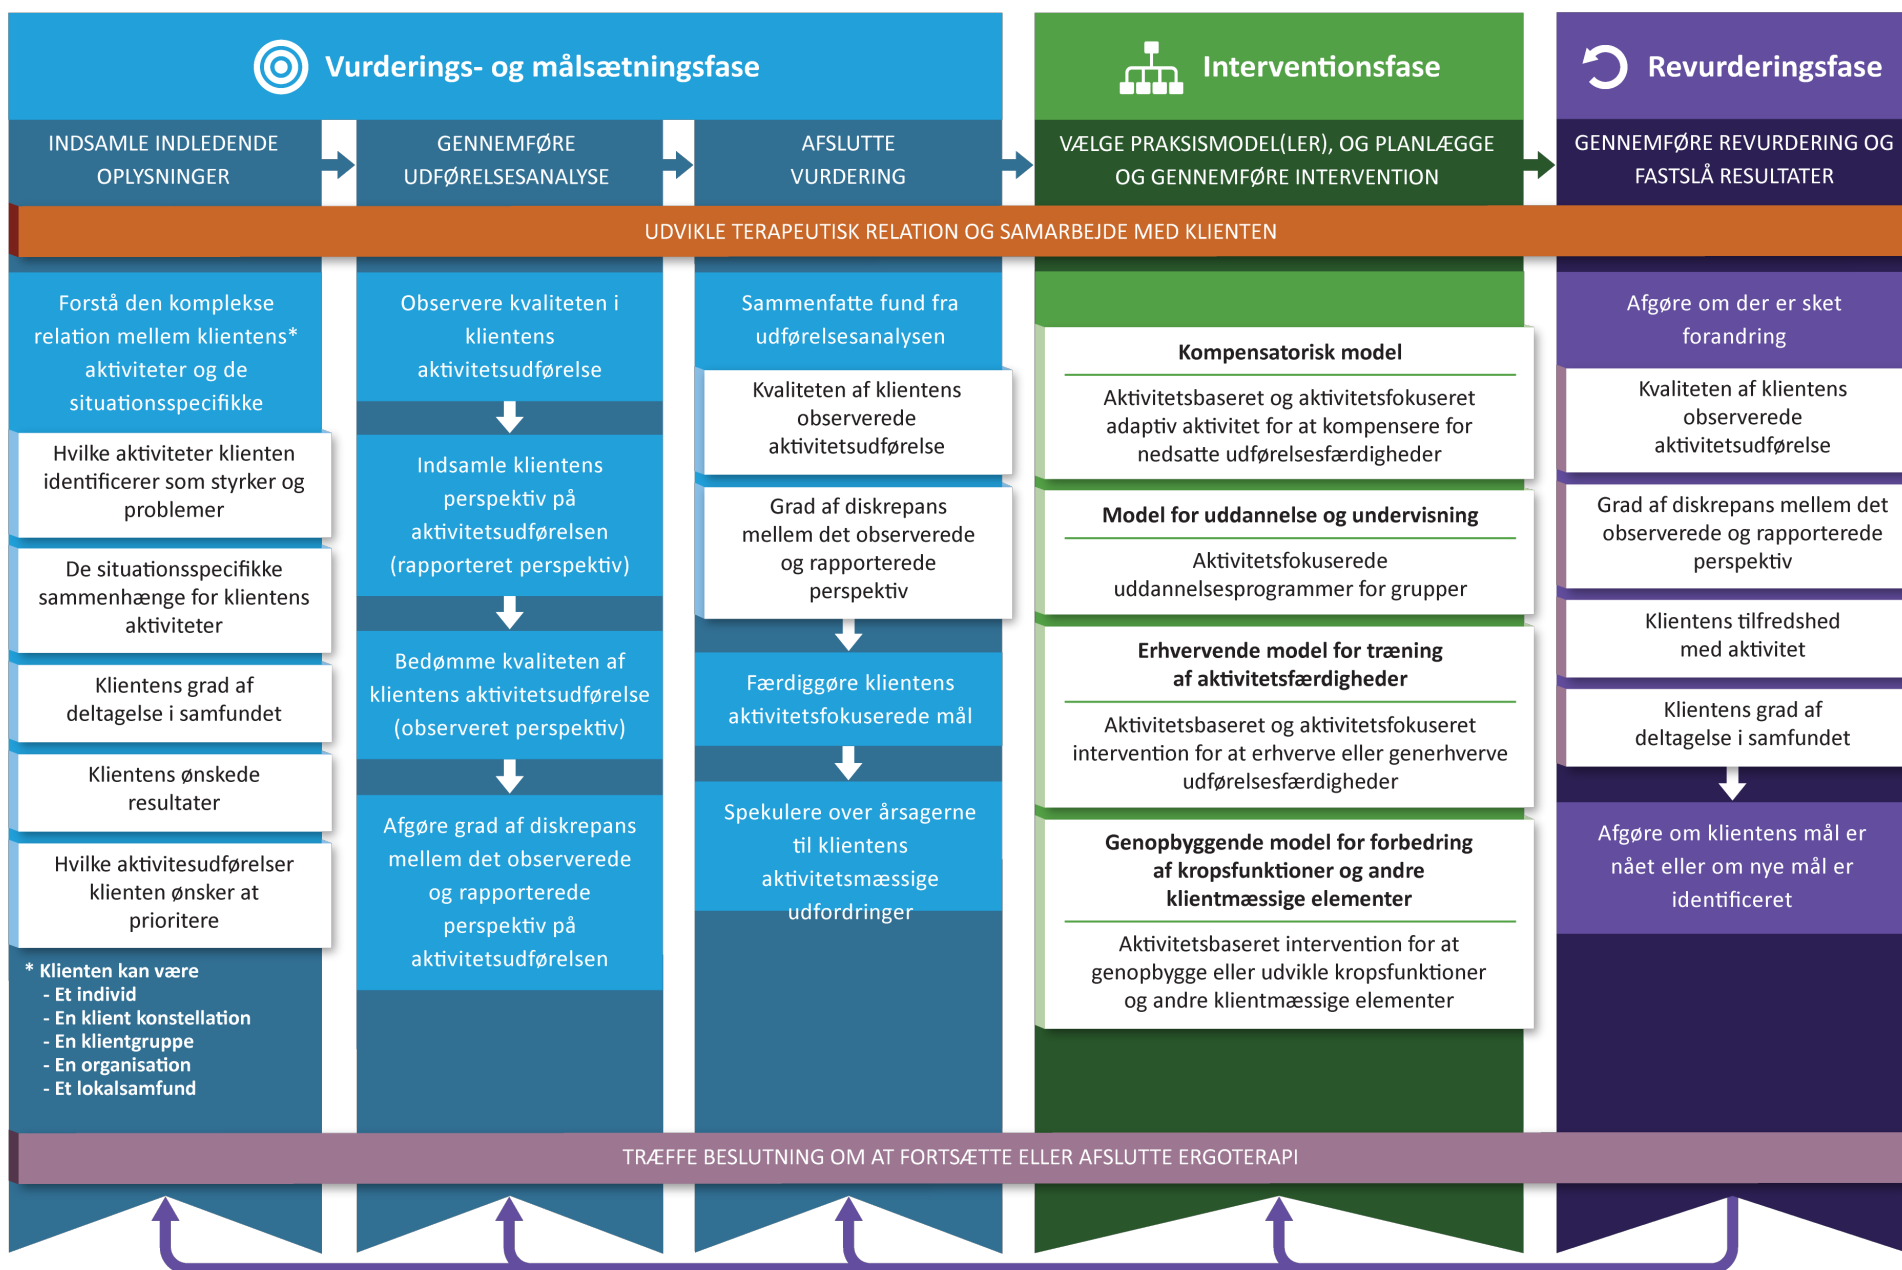 Vurderings- og målsætningsfase
Interventionsfase
Revurderingsfase
INDSAMLE INDLEDENDE
OPLYSNINGER
GENNEMFØRE
UDFØRELSESANALYSE
AFSLUTTE
VURDERING
VÆLGE PRAKSISMODEL(LER), OG PLANLÆGGE
OG GENNEMFØRE INTERVENTION
GENNEMFØRE REVURDERING OG
FASTSLÅ RESULTATER
UDVIKLE TERAPEUTISK RELATION OG SAMARBEJDE MED KLIENTEN
Forstå den komplekse
relation mellem klientens*
aktiviteter og de
situationsspecifikke
Hvilke aktiviteter klienten
identificerer som styrker og
problemer
De situationsspecifikke
sammenhænge for klientens
aktiviteter
Klientens grad af
deltagelse i samfundet
Klientens ønskede
resultater
Hvilke aktivitesudførelser
klienten ønsker at
prioritere
* Klienten kan være
- Et individ
- En klient konstellation
- En klientgruppe
- En organisation
- Et lokalsamfund
Observere kvaliteten i
klientens
aktivitetsudførelse
Indsamle klientens
perspektiv på
aktivitetsudførelsen
(rapporteret perspektiv)
Bedømme kvaliteten af
klientens aktivitetsudførelse
(observeret perspektiv)
Afgøre grad af diskrepans
mellem det observerede
og rapporterede
perspektiv på
aktivitetsudførelsen
Sammenfatte fund fra
udførelsesanalysen
Kvaliteten af klientens
observerede
aktivitetsudførelse
Grad af diskrepans
mellem det observerede
og rapporterede
perspektiv
Færdiggøre klientens
aktivitetsfokuserede mål
Spekulere over årsagerne
til klientens
aktivitetsmæssige
udfordringer
Kompensatorisk model
Aktivitetsbaseret og aktivitetsfokuseret
adaptiv aktivitet for at kompensere for
nedsatte udførelsesfærdigheder
Model for uddannelse og undervisning
Aktivitetsfokuserede
uddannelsesprogrammer for grupper
Erhvervende model for træning
af aktivitetsfærdigheder
Aktivitetsbaseret og aktivitetsfokuseret
intervention for at erhverve eller generhverve
udførelsesfærdigheder
Genopbyggende model for forbedring
af kropsfunktioner og andre
klientmæssige elementer
Aktivitetsbaseret intervention for at
genopbygge eller udvikle kropsfunktioner
og andre klientmæssige elementer
Afgøre om der er sket
forandring
Kvaliteten af klientens
observerede
aktivitetsudførelse
Grad af diskrepans mellem det
observerede og rapporterede
perspektiv
Klientens tilfredshed
med aktivitet
Klientens grad af
deltagelse i samfundet
Afgøre om klientens mål er
nået eller om nye mål er
identificeret
TRÆFFE BESLUTNING OM AT FORTSÆTTE ELLER AFSLUTTE ERGOTERAPI